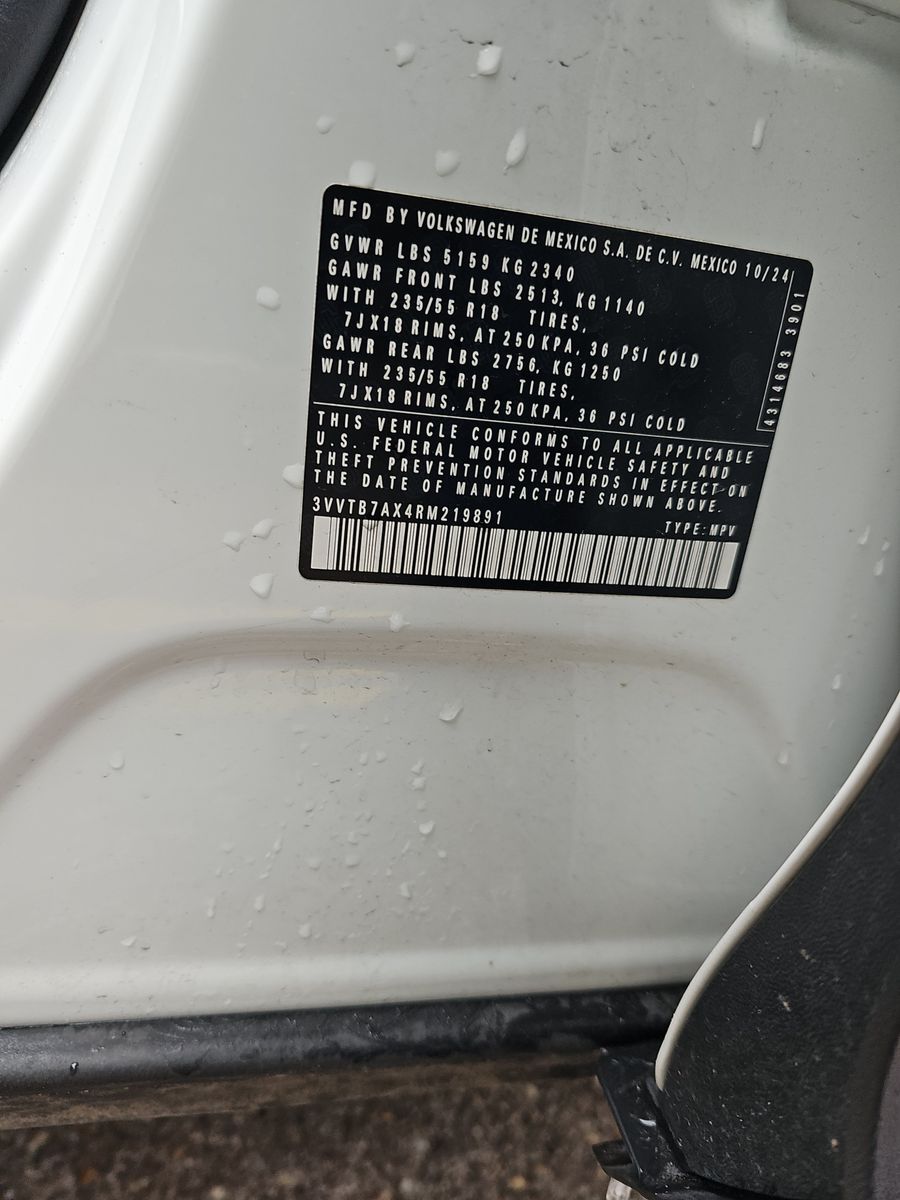 MFD BY VOLKSWAGEN DE MEXICO S.A. DE C.V. MEXICO 10/24
GVWR LBS 5159 KG 2340
GAWR FRONT LBS 2513, KG 1140
WITH 235/55 R18 TIRES,
7JX18 RIMS, AT 250 KPA, 36 PSI COLD
GAWR REAR LBS 2756, KG 1250
WITH 235/55 R18 TIRES,
7JX18 RIMS, AT 250 KPA, 36 PSI COLD
4314683 3901
THIS VEHICLE CONFORMS TO ALL APPLICABLE
U.S. FEDERAL MOTOR VEHICLE SAFETY AND
THEFT PREVENTION STANDARDS IN EFFECT ON
THE DATE OF MANUFACTURE SHOWN ABOVE.
3VVTB7AX4RM219891
TYPE: MPV